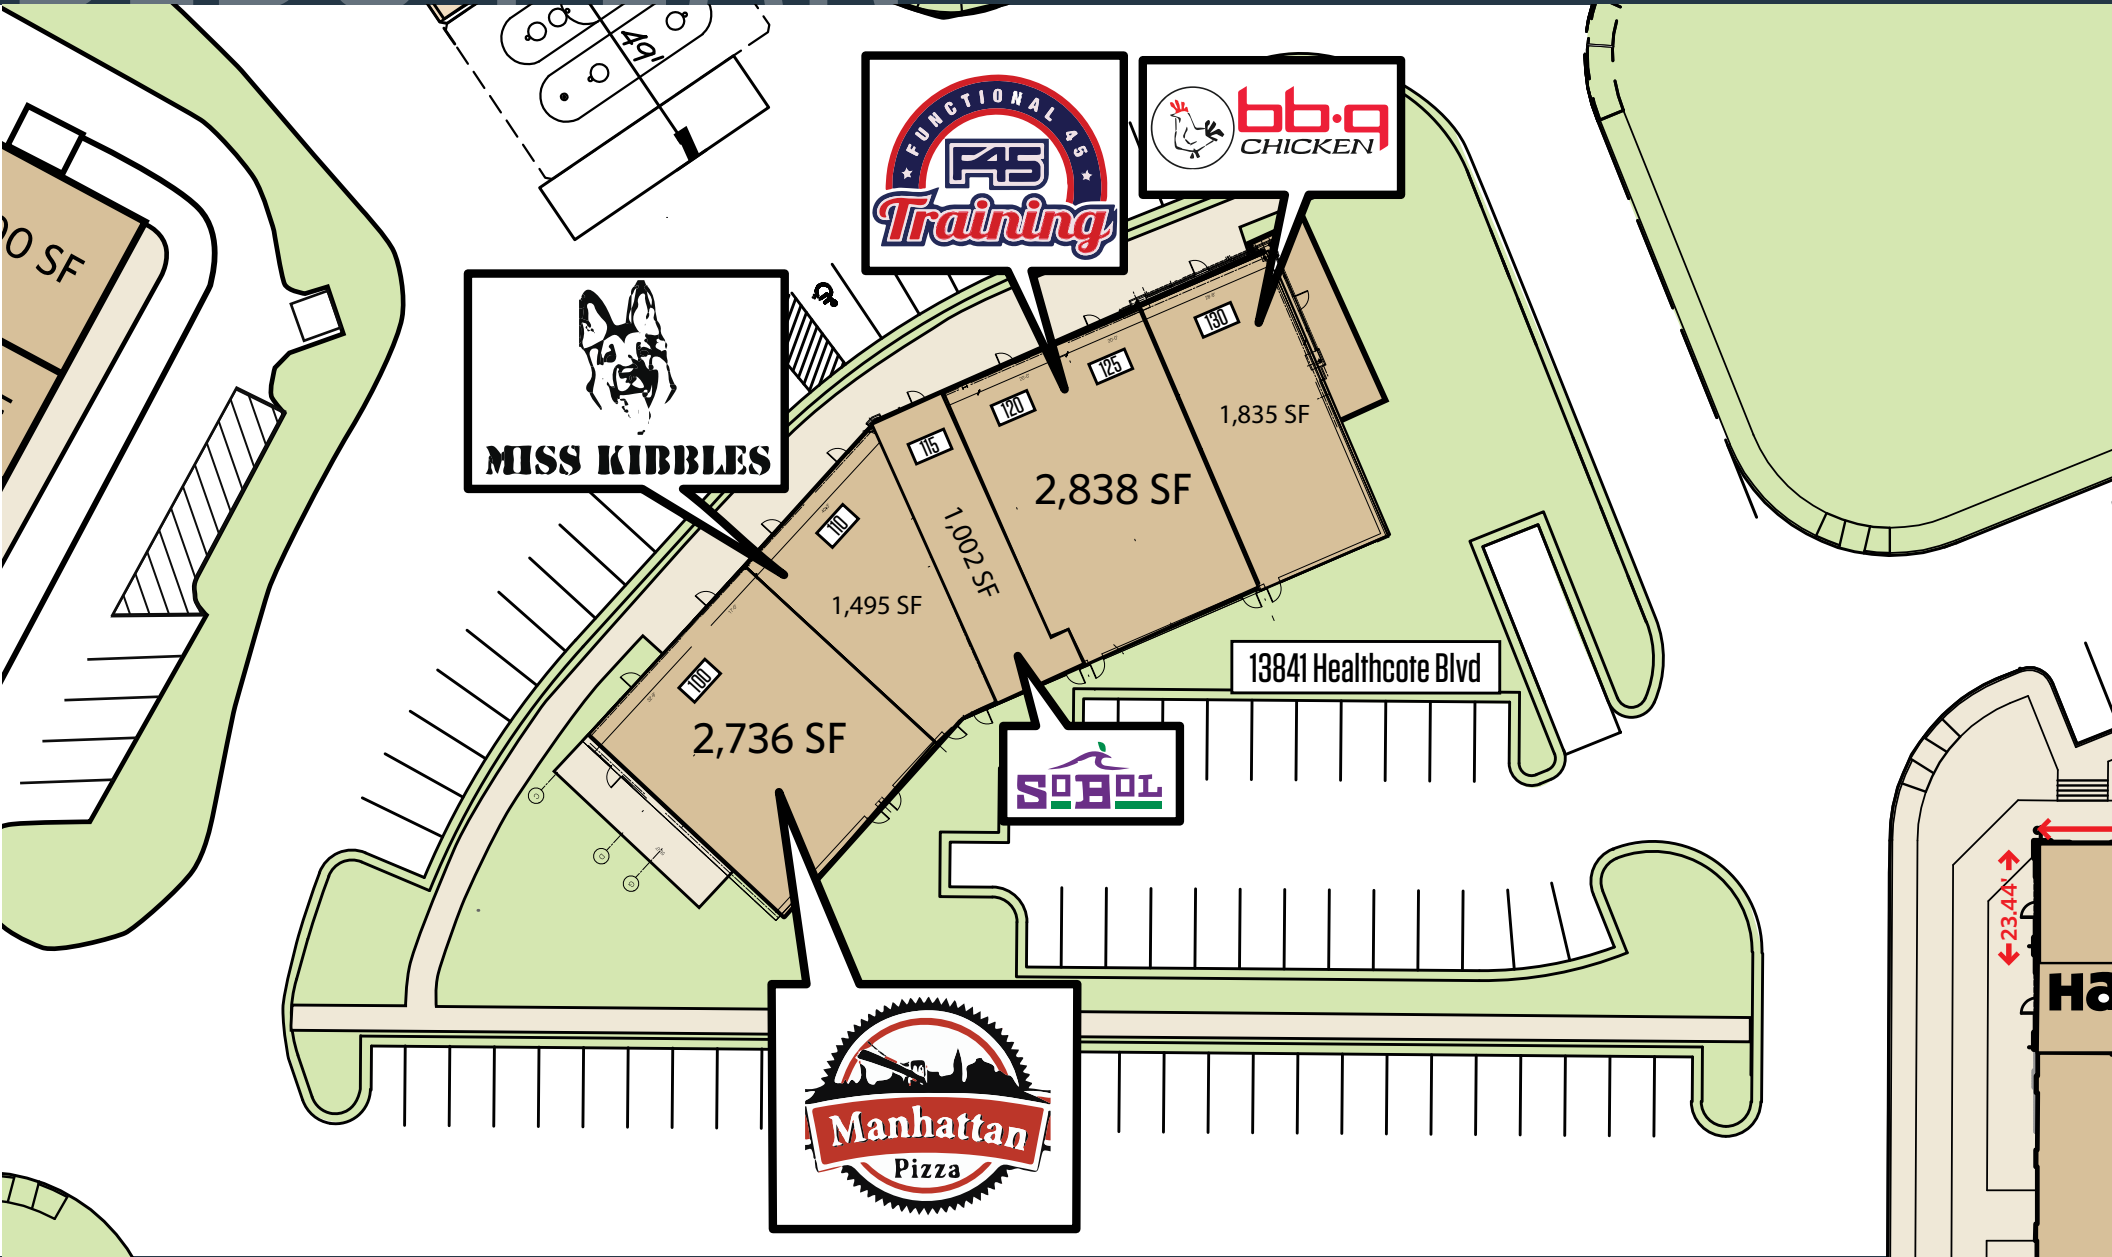 49'
FUNCTIONAL 45
F45
Training
bb.q
CHICKEN
MISS KIBBLES
SF
130
125
120
115
110
100
1,835 SF
2,838 SF
1,002 SF
1,495 SF
2,736 SF
13841 Healthcote Blvd
SOBOL
Manhattan
Pizza
23.44'